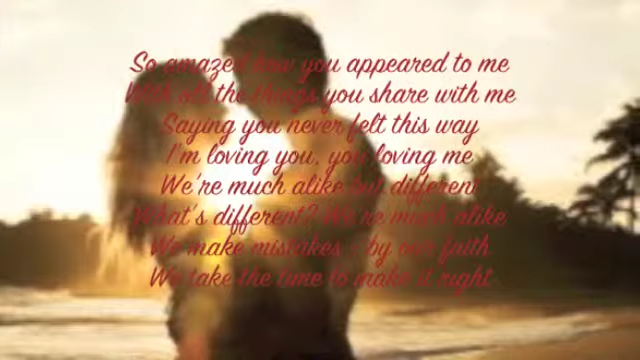 So amazed how you appeared to me
With all the things you share with me
Saying you never felt this way
I'm loving you, you loving me
We're much alike but different
What's different? We're much alike
We make mistakes - by our faith
We take the time to make it right